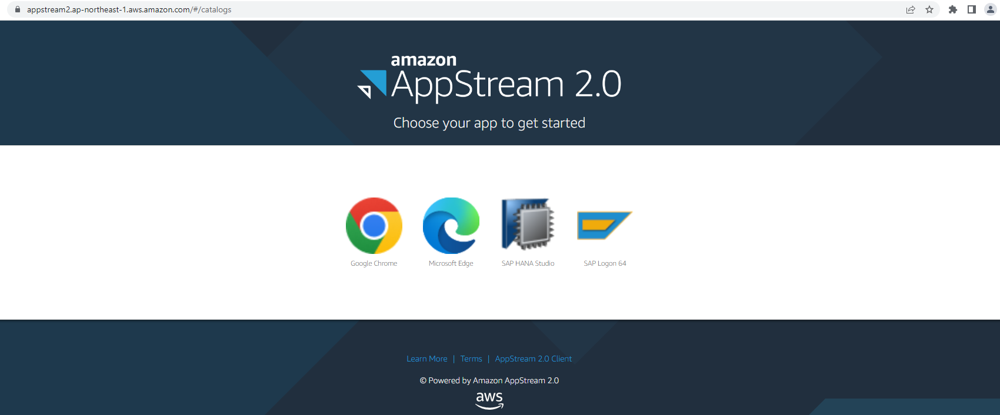 appstream2.ap-northeast-1.aws.amazon.com/#/catalogs
amazon
AppStream 2.0
Choose your app to get started
Google Chrome
Microsoft Edge
SAP HANA Studio
SAP Logon 64
Learn More | Terms | AppStream 2.0 Client
© Powered by Amazon AppStream 2.0
aws